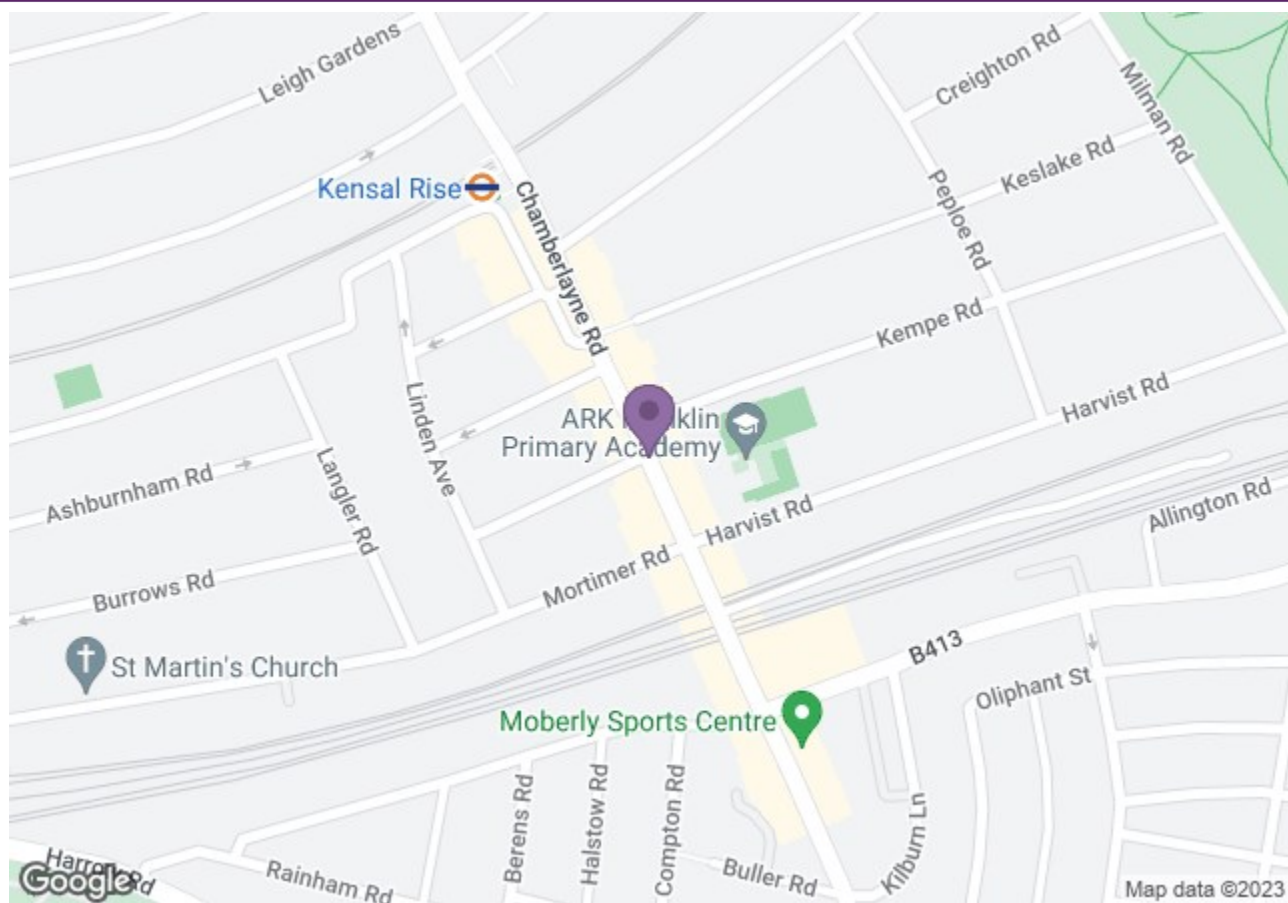 Leigh Gardens
Creighton Rd
Milman Rd
Keslake Rd
Kensal Rise
Chamberlayne Rd
Peploe Rd
Kempe Rd
Linden Ave
ARK
klin
Primary Academy
Harvist Rd
Langler Rd
Ashburnham Rd
Harvist Rd
Allington Rd
Mortimer Rd
Burrows Rd
B413
St Martin's Church
Oliphant St
Moberly Sports Centre
Berens Rd
Halstow Rd
Compton Rd
Kilburn Ln
Buller Rd
Harrow Rd
Rainham Rd
Google
Map data ©2023